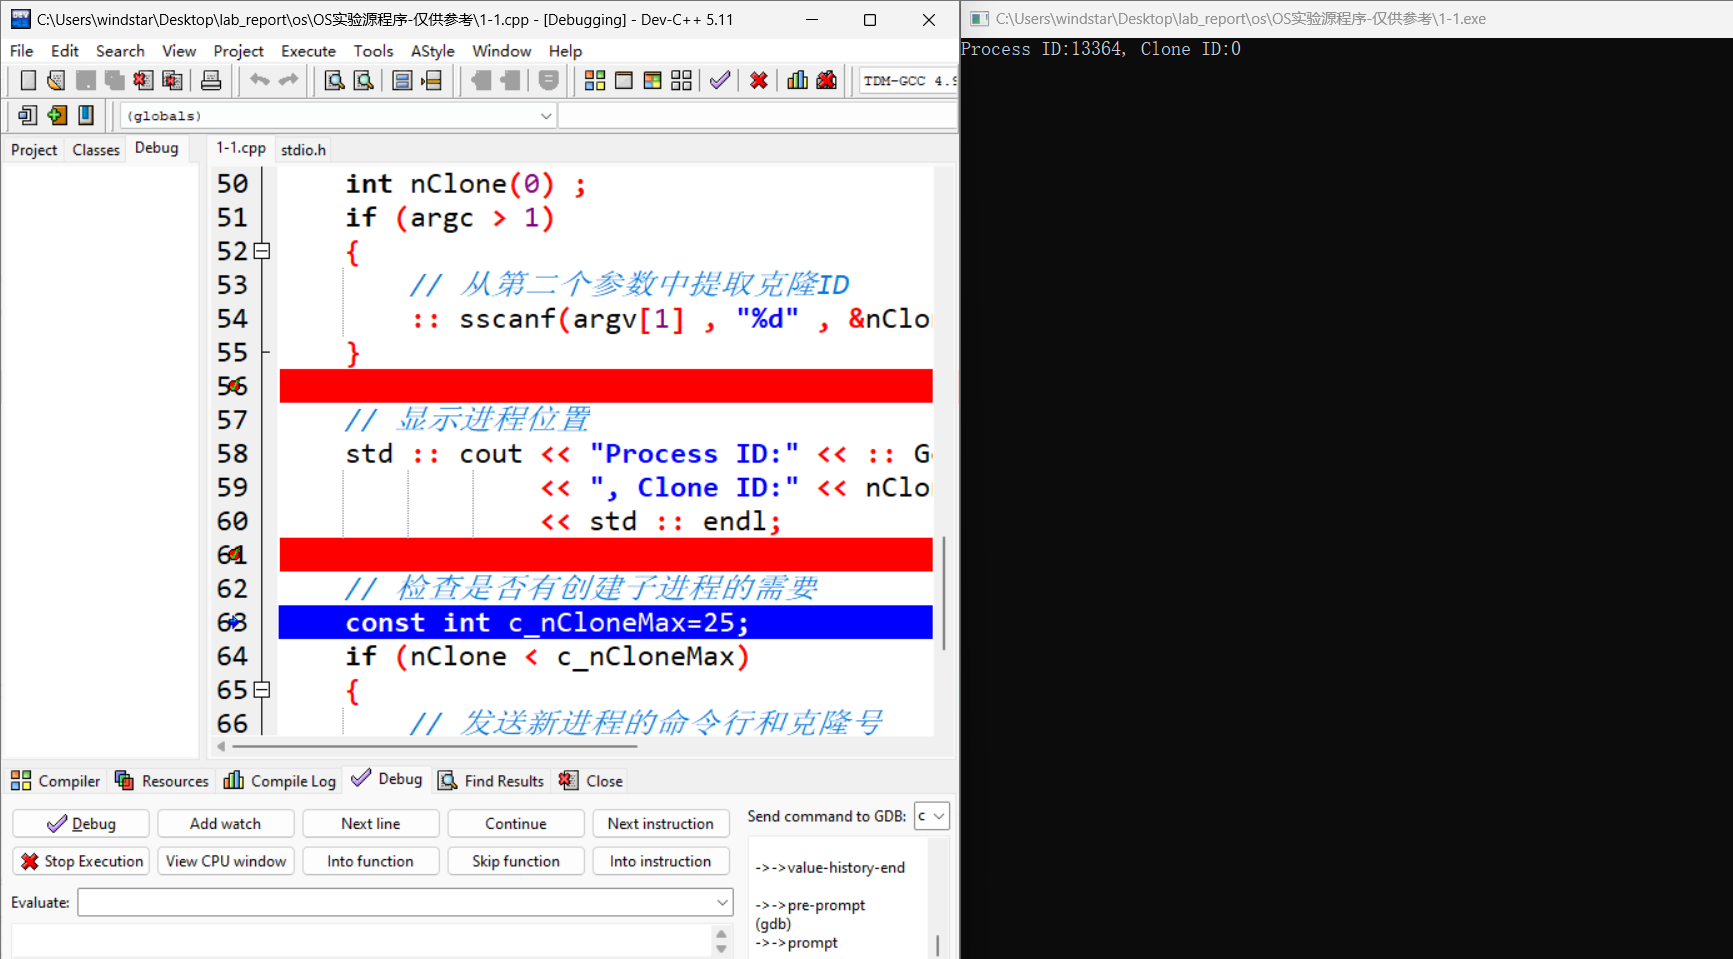 C:\Users\windstar\Desktop\lab_report\os\OS实验源程序-仅供参考\1-1.cpp - [Debugging] - Dev-C++ 5.11
File Edit Search View Project Execute Tools AStyle Window Help
TDM-GCC 4.9
(globals)
Project Classes Debug
1-1.cpp stdio.h
50 int nClone(0) ;
51 if (argc > 1)
52 {
53 // 从第二个参数中提取克隆ID
54 :: sscanf(argv[1] , "%d" , &nClo
55 }
56
57 // 显示进程位置
58 std :: cout << "Process ID:" << :: G
59 << ", Clone ID:" << nClo
60 << std :: endl;
61
62 // 检查是否有创建子进程的需要
63 const int c_nCloneMax=25;
64 if (nClone < c_nCloneMax)
65 {
66 // 发送新进程的命令行和克隆号
Compiler Resources Compile Log Debug Find Results Close
Debug Add watch Next line Continue Next instruction
Stop Execution View CPU window Into function Skip function Into instruction
Evaluate:
Send command to GDB: c
->->value-history-end
->->pre-prompt
(gdb)
->->prompt
C:\Users\windstar\Desktop\lab_report\os\OS实验源程序-仅供参考\1-1.exe
Process ID:13364, Clone ID:0